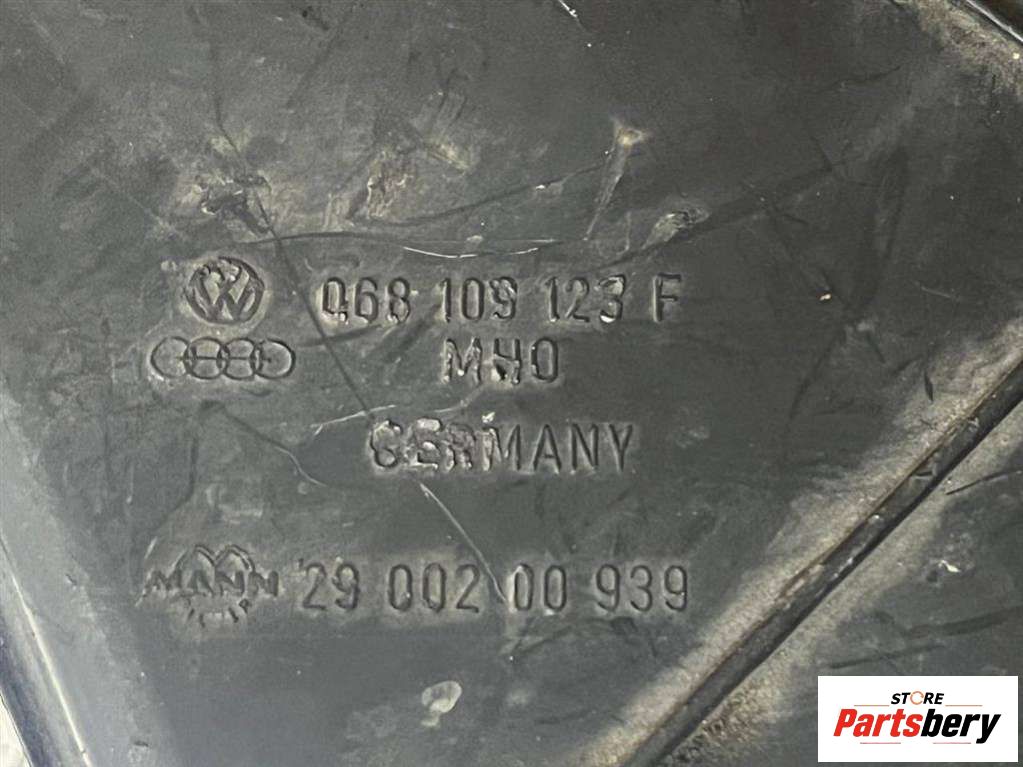 068 109 123 F
MHO
GERMANY
MANN 29 002 00 939
STORE
Partsbery